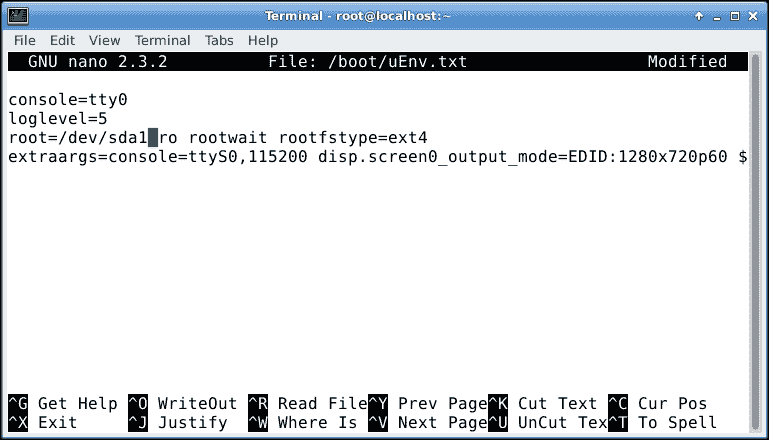 Terminal - root@localhost:~
File Edit View Terminal Tabs Help
GNU nano 2.3.2 File: /boot/uEnv.txt Modified
console=tty0
loglevel=5
root=/dev/sda1 ro rootwait rootfstype=ext4
extraargs=console=ttyS0,115200 disp.screen0_output_mode=EDID:1280x720p60 $
^G Get Help ^O WriteOut ^R Read File^Y Prev Page^K Cut Text ^C Cur Pos
^X Exit ^J Justify ^W Where Is ^V Next Page^U UnCut Tex^T To Spell